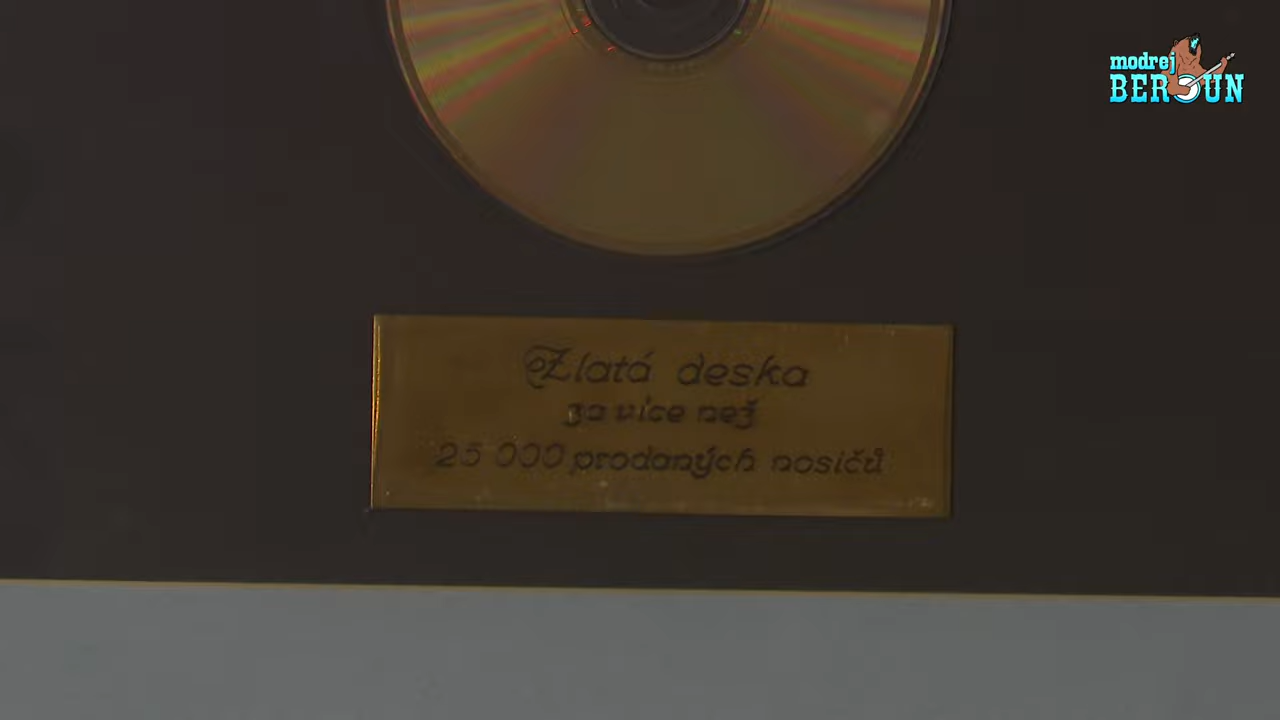 modrej
BEROUN
Zlatá deska
za více než
25 000 prodaných nosičů